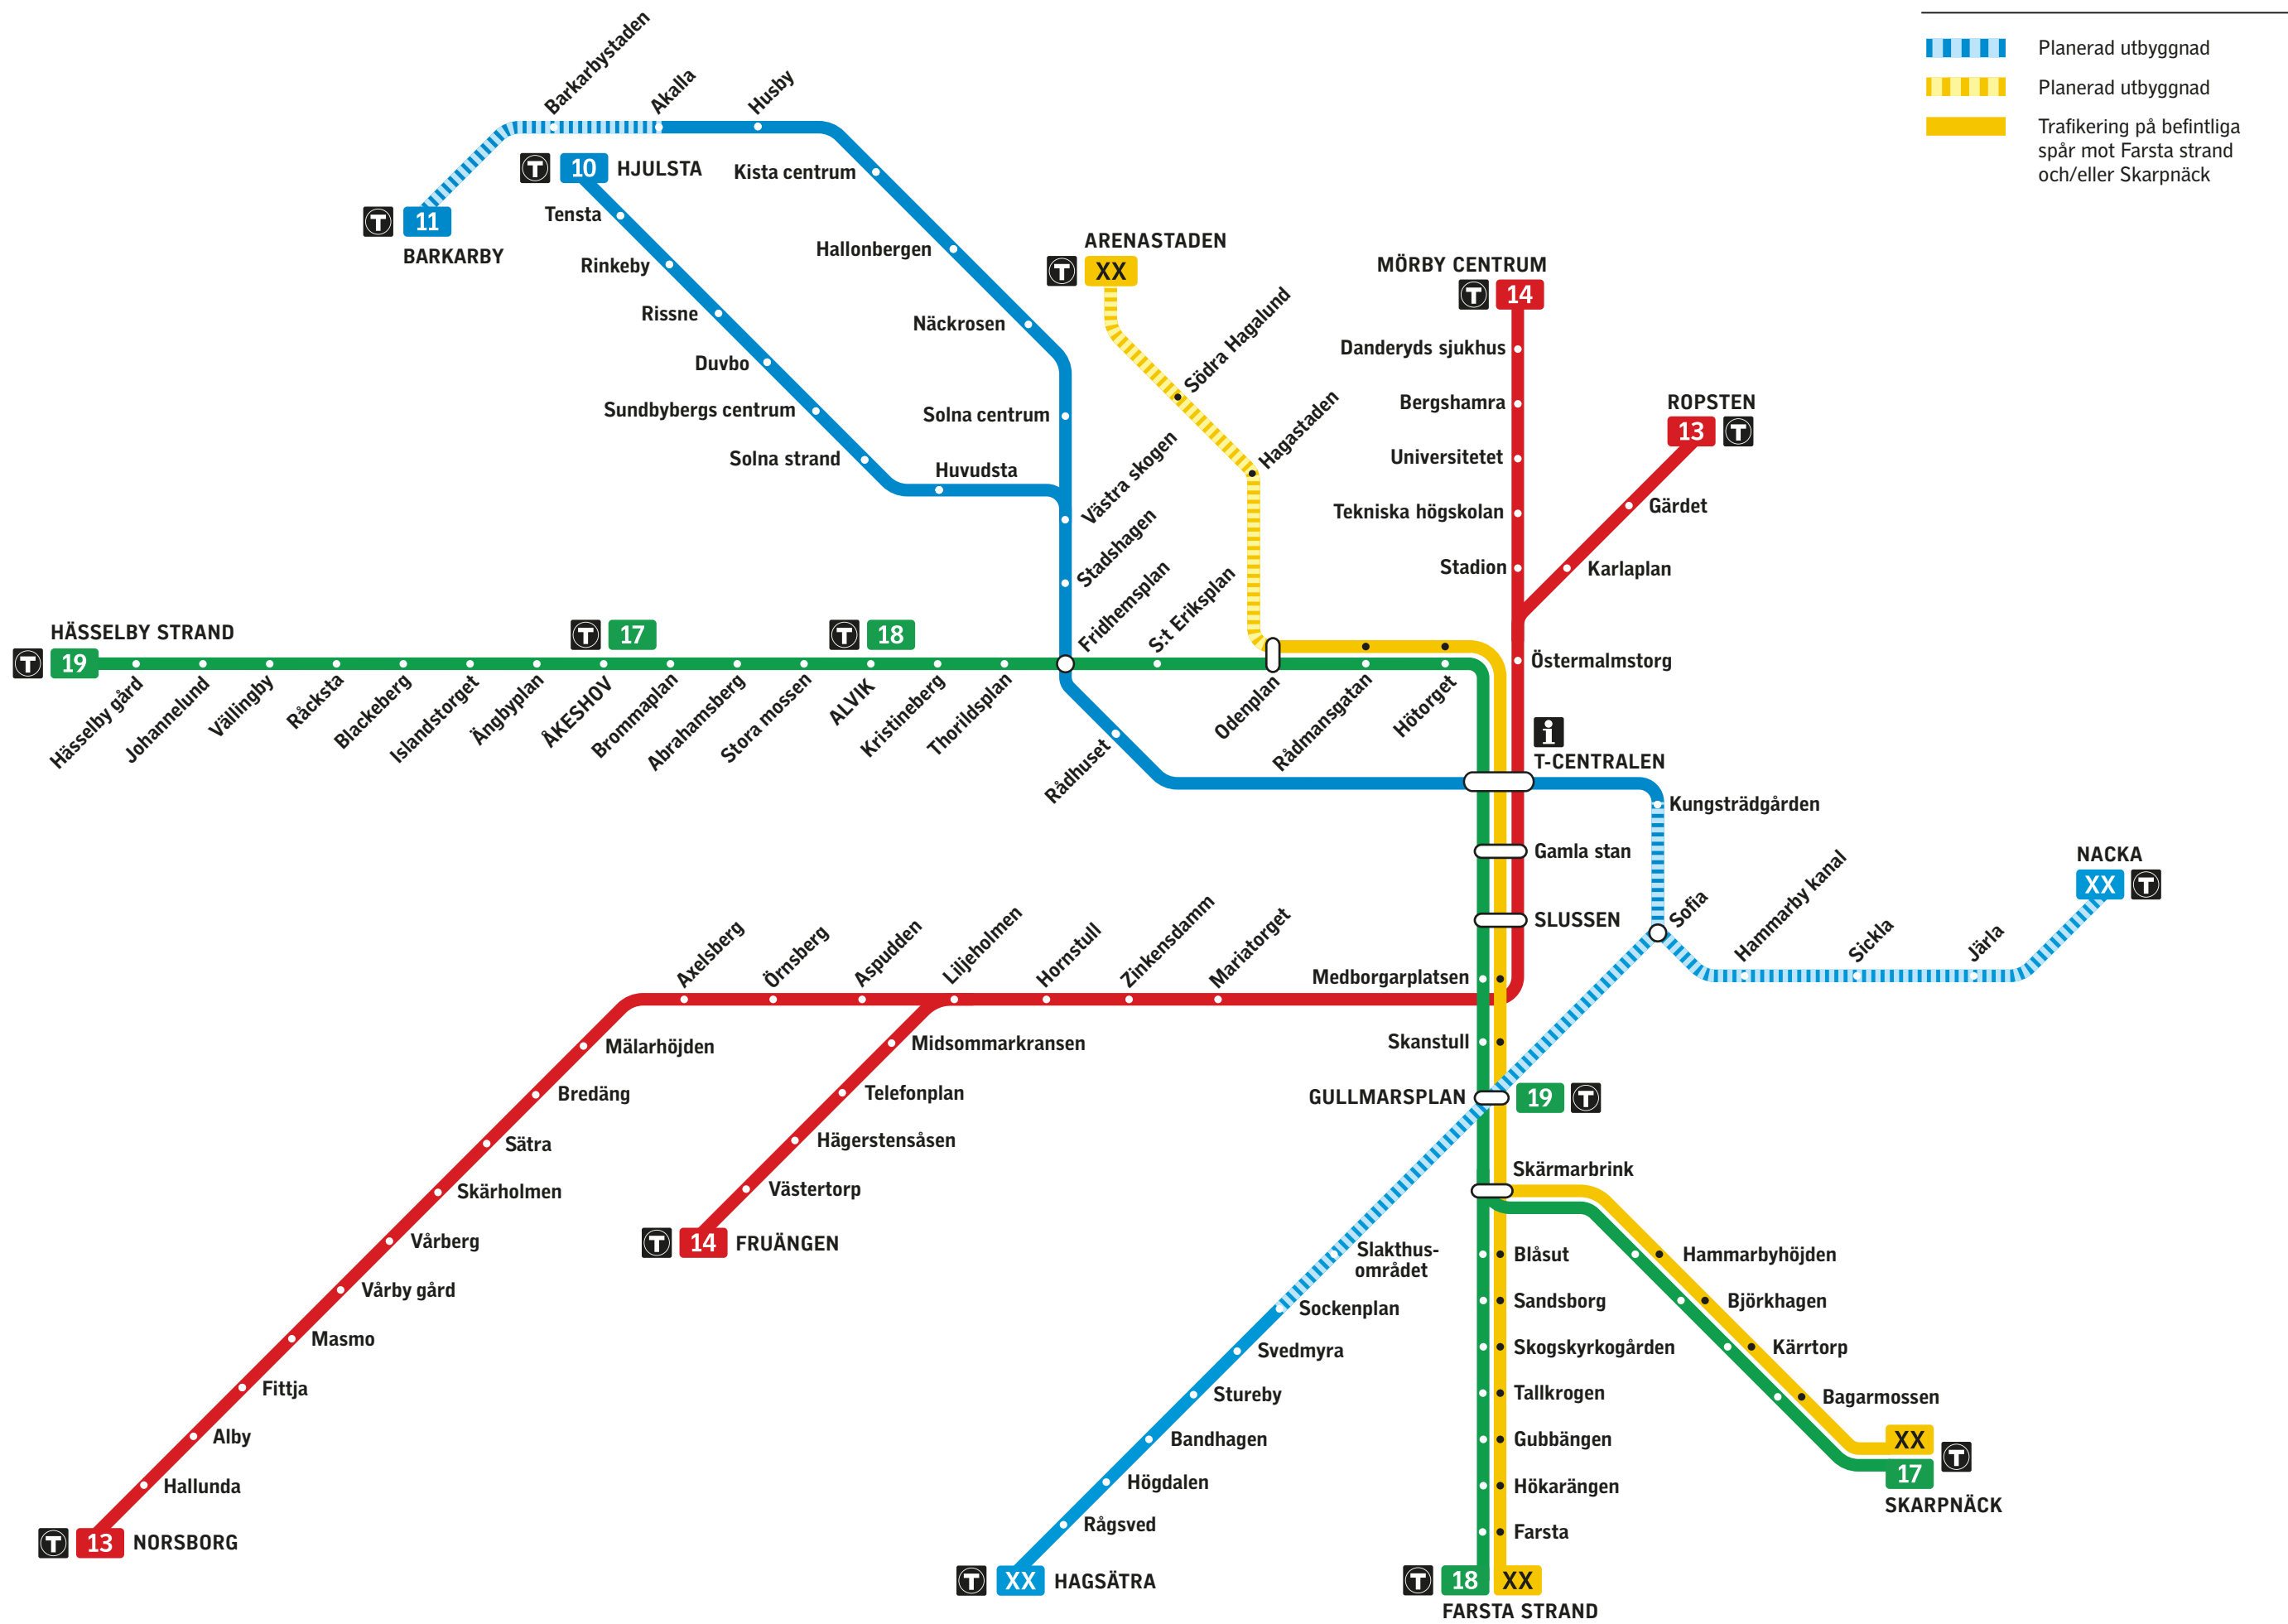 Planerad utbyggnad
Planerad utbyggnad
Trafikering på befintliga
spår mot Farsta strand
och/eller Skarpnäck
Barkarbystaden
Akalla
Husby
T 10 HJULSTA
Kista centrum
T 11
BARKARBY
Tensta
Rinkeby
Rissne
Duvbo
Sundbybergs centrum
Solna strand
Huvudsta
Hallonbergen
Näckrosen
Solna centrum
Västra skogen
Stadshagen
Fridhemsplan
S:t Eriksplan
ARENASTADEN
T XX
Södra Hagalund
Hagastaden
MÖRBY CENTRUM
T 14
Danderyds sjukhus
Bergshamra
Universitetet
Tekniska högskolan
Stadion
ROPSTEN
13 T
Gärdet
Karlaplan
Östermalmstorg
HÄSSELBY STRAND
T 19
T 17
T 18
Hässelby gård
Johannelund
Vällingby
Råcksta
Blackeberg
Islandstorget
Ängbyplan
ÅKESHOV
Brommaplan
Abrahamsberg
Stora mossen
ALVIK
Kristineberg
Thorildsplan
Rådhuset
Odenplan
Rådmansgatan
Hötorget
i
T-CENTRALEN
Kungsträdgården
Gamla stan
SLUSSEN
Sofia
Hammarby kanal
Sickla
Järla
NACKA
XX T
Axelsberg
Örnsberg
Aspudden
Liljeholmen
Hornstull
Zinkensdamm
Mariatorget
Medborgarplatsen
Skanstull
GULLMARSPLAN
19 T
Skärmarbrink
Mälarhöjden
Bredäng
Sätra
Skärholmen
Vårberg
Vårby gård
Masmo
Fittja
Alby
Hallunda
T 13 NORSBORG
Midsommarkransen
Telefonplan
Hägerstensåsen
Västertorp
T 14 FRUÄNGEN
Slakthus-
området
Sockenplan
Svedmyra
Stureby
Bandhagen
Högdalen
Rågsved
T XX HAGSÄTRA
Blåsut
Sandsborg
Skogskyrkogården
Tallkrogen
Gubbängen
Hökarängen
Farsta
T 18 XX
FARSTA STRAND
Hammarbyhöjden
Björkhagen
Kärrtorp
Bagarmossen
XX
T
17
SKARPNÄCK